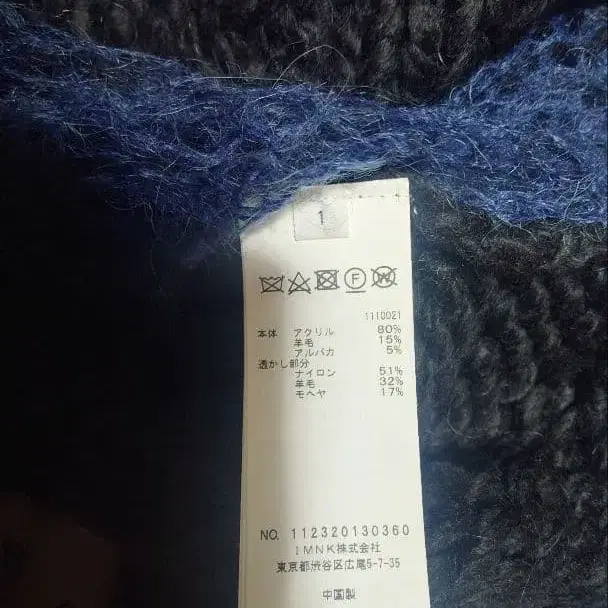 1
F W
1110021
本体 アクリル 80%
羊毛 15%
アルパカ 5%
透かし部分
ナイロン 51%
羊毛 32%
モヘヤ 17%
NO. 112320130360
IMNK株式会社
東京都渋谷区広尾5-7-35
中国製